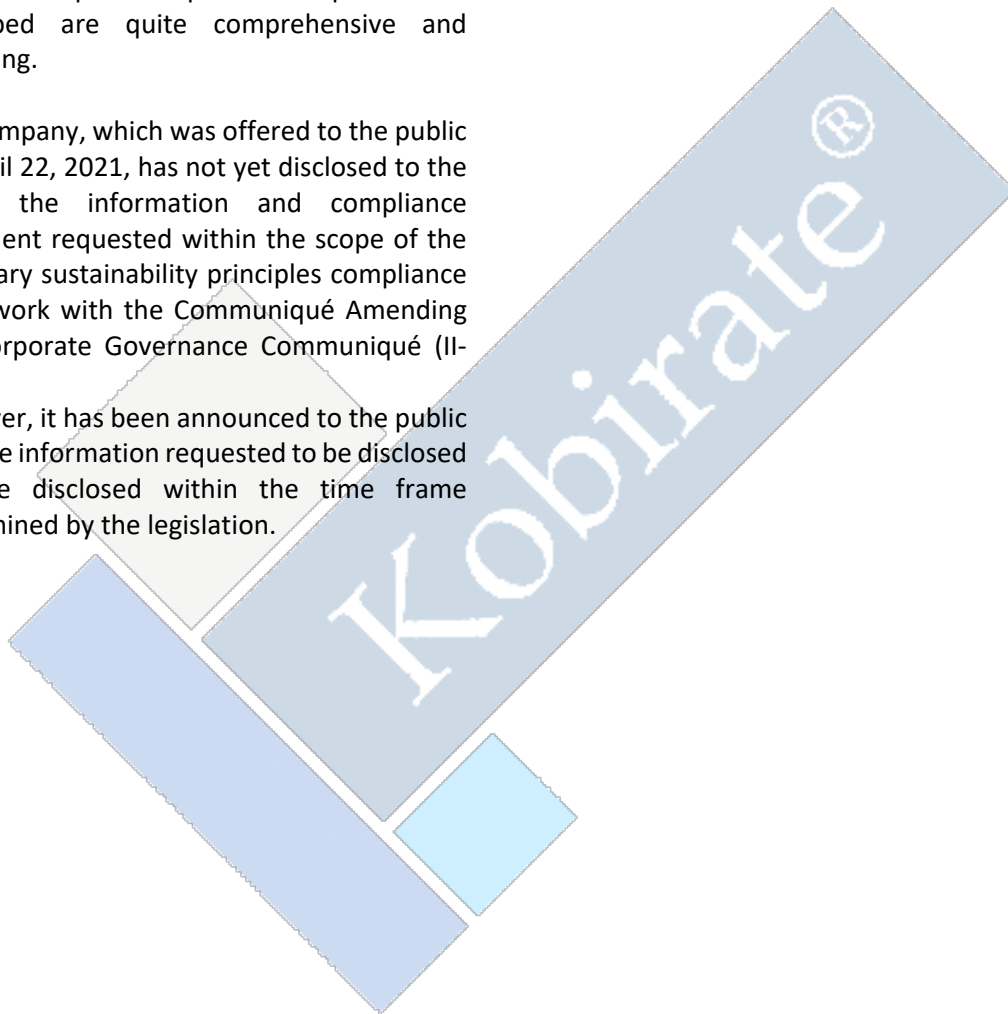 are quite comprehensive and
ng.
mpany, which was offered to the public
il 22, 2021, has not yet disclosed to the
the information and compliance
ent requested within the scope of the
ary sustainability principles compliance
work with the Communiqué Amending
orporate Governance Communiqué (II-
er, it has been announced to the public
e information requested to be disclosed
e disclosed within the time frame
mined by the legislation.
Kobirate®